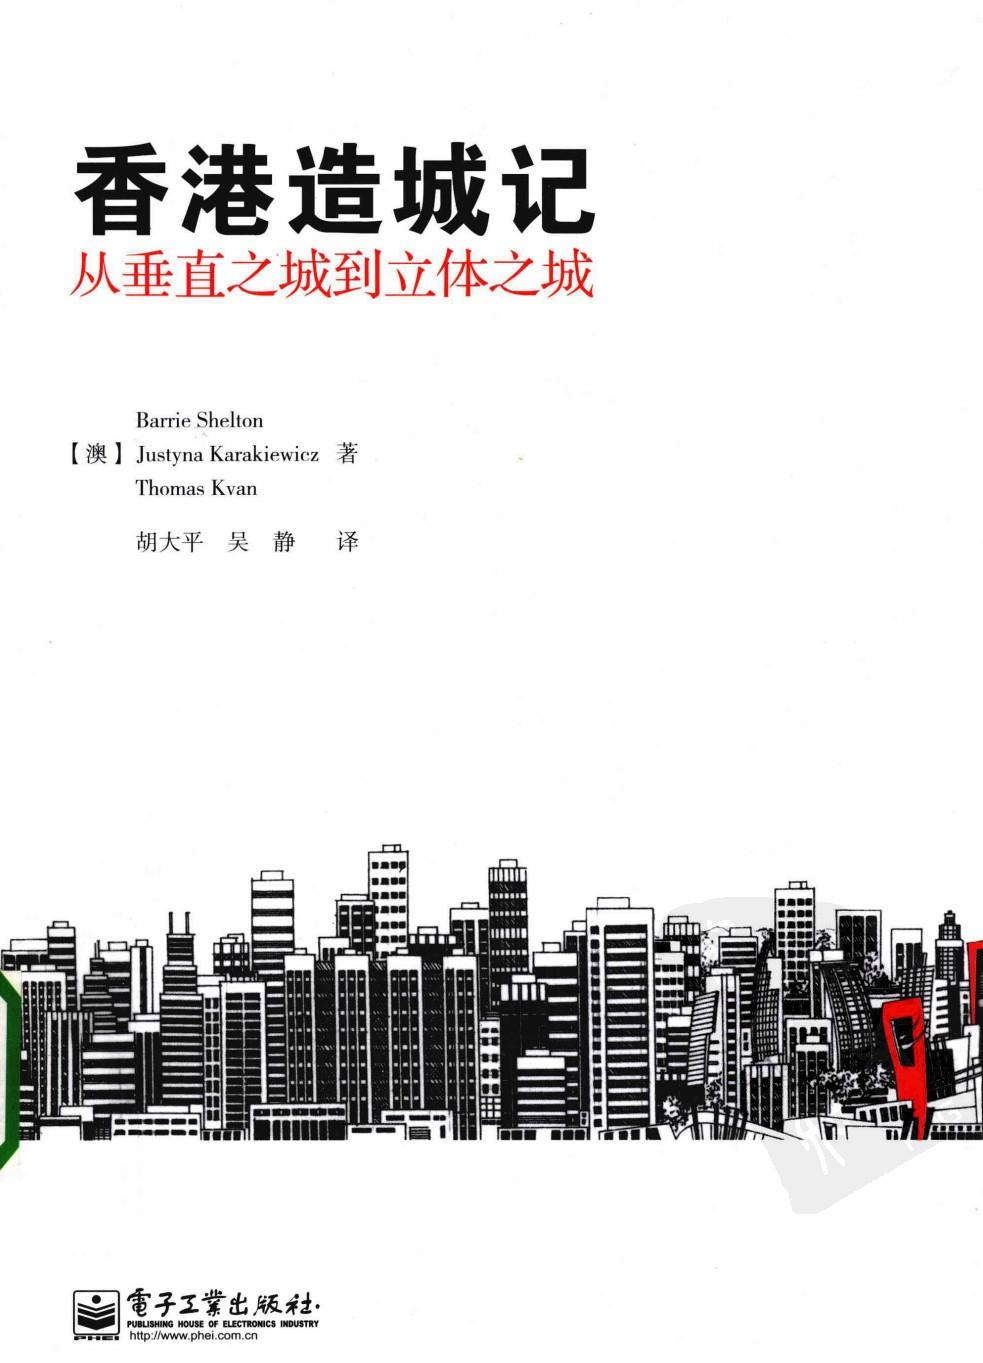 香港造城记
从垂直之城到立体之城
Barrie Shelton
【澳】Justyna Karakiewicz 著
Thomas Kvan
胡大平 吴 静 译
PHEI
電子工業出版社·
PUBLISHING HOUSE OF ELECTRONICS INDUSTRY
http://www.phei.com.cn